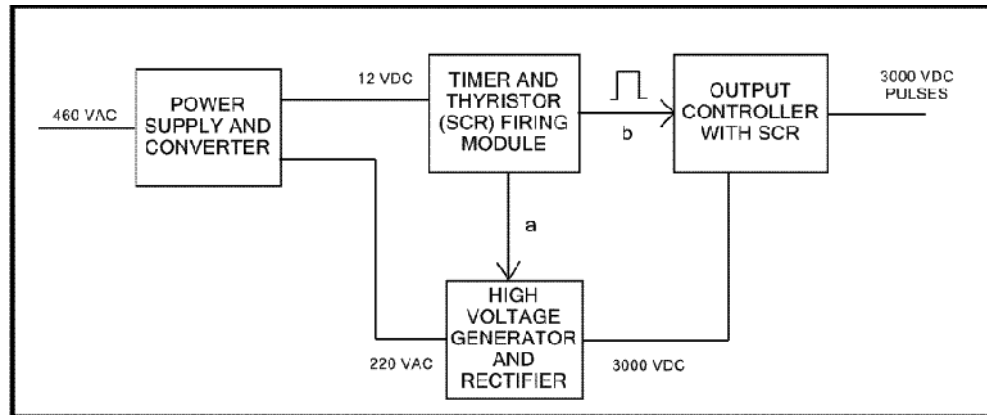 460 VAC
POWER
SUPPLY AND
CONVERTER
12 VDC
TIMER AND
THYRISTOR
(SCR) FIRING
MODULE
b
OUTPUT
CONTROLLER
WITH SCR
3000 VDC
PULSES
a
220 VAC
HIGH
VOLTAGE
GENERATOR
AND
RECTIFIER
3000 VDC